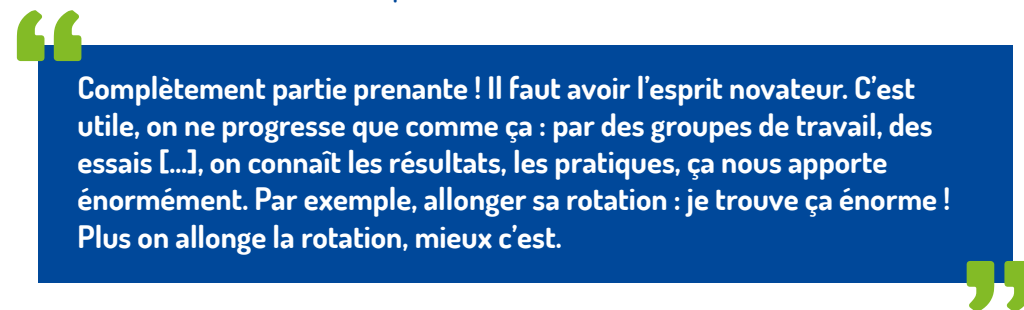 Complètement partie prenante ! Il faut avoir l’esprit novateur. C’est
utile, on ne progresse que comme ça : par des groupes de travail, des
essais [...], on connaît les résultats, les pratiques, ça nous apporte
énormément. Par exemple, allonger sa rotation : je trouve ça énorme !
Plus on allonge la rotation, mieux c’est.